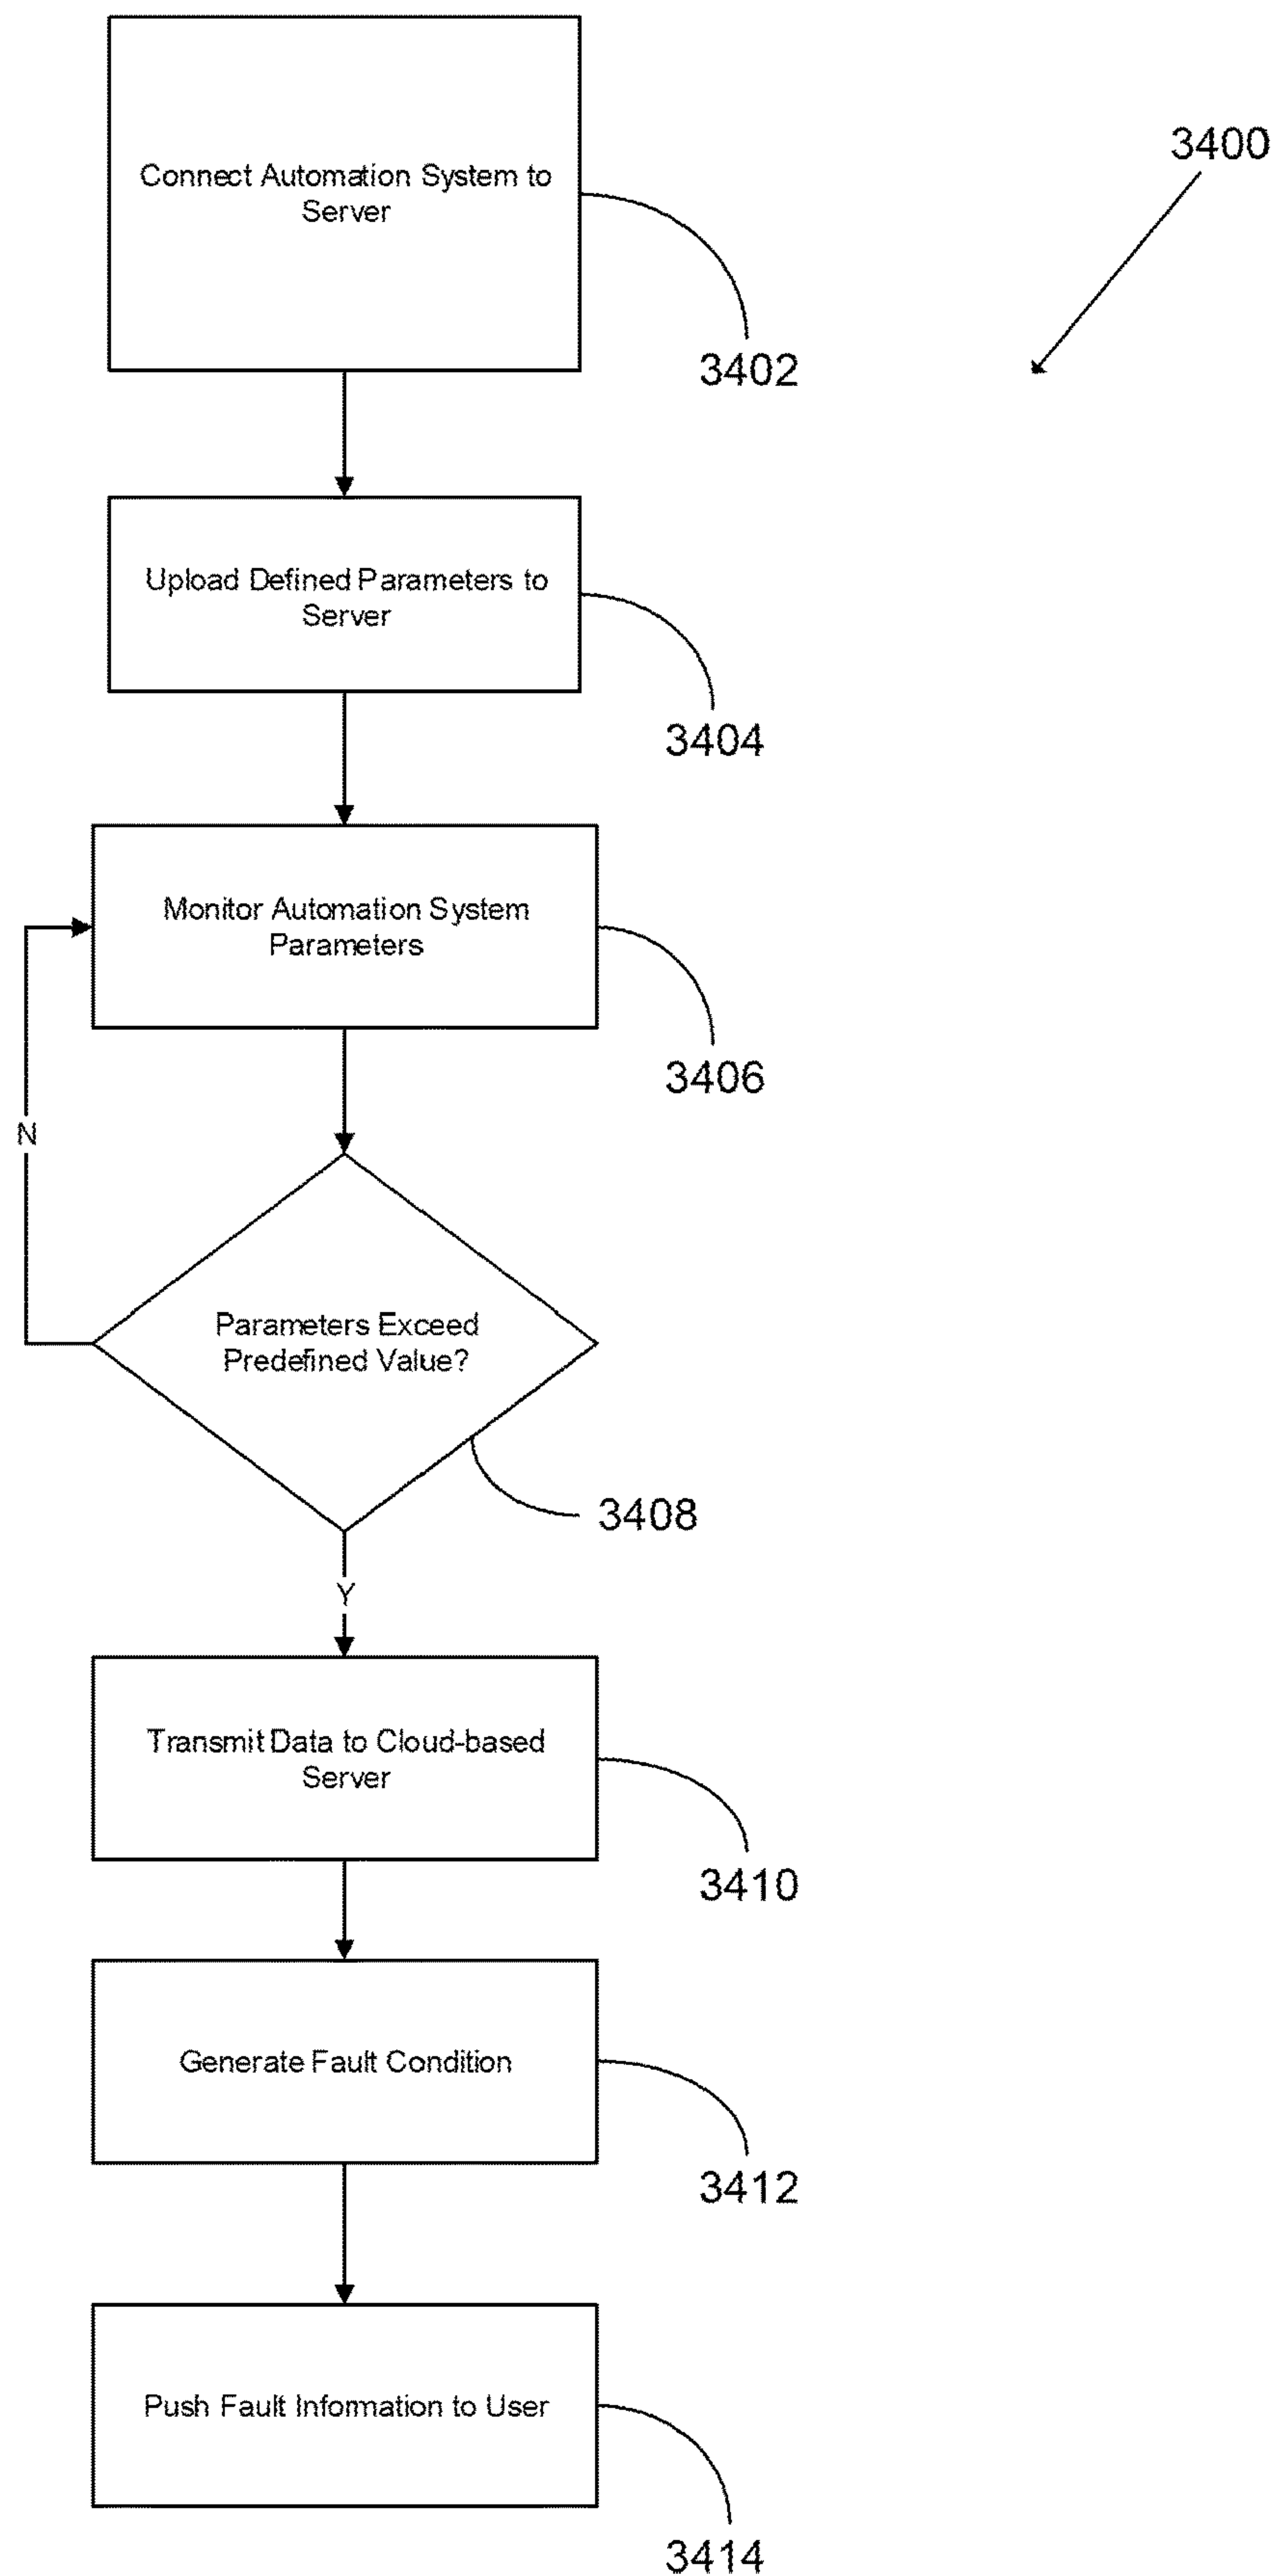 3400
Connect Automation System to
Server
3402
Upload Defined Parameters to
Server
3404
Monitor Automation System
Parameters
3406
N
Parameters Exceed
Predefined Value?
3408
Y
Transmit Data to Cloud-based
Server
3410
Generate Fault Condition
3412
Push Fault Information to User
3414